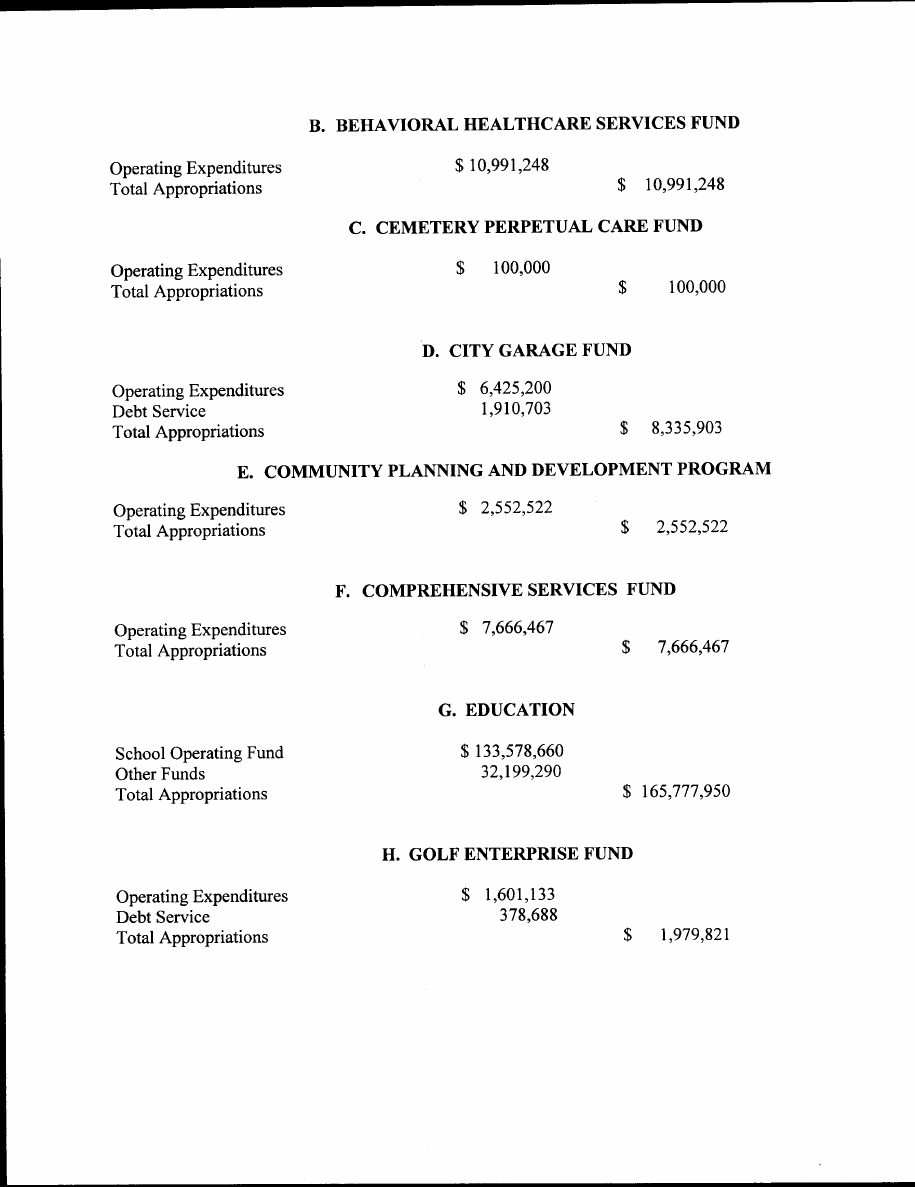 B. BEHAVIORAL HEALTHCARE SERVICES FUND
Operating Expenditures $ 10,991,248
Total Appropriations $ 10,991,248
C. CEMETERY PERPETUAL CARE FUND
Operating Expenditures $ 100,000
Total Appropriations $ 100,000
D. CITY GARAGE FUND
Operating Expenditures $ 6,425,200
Debt Service 1,910,703
Total Appropriations $ 8,335,903
E. COMMUNITY PLANNING AND DEVELOPMENT PROGRAM
Operating Expenditures $ 2,552,522
Total Appropriations $ 2,552,522
F. COMPREHENSIVE SERVICES FUND
Operating Expenditures $ 7,666,467
Total Appropriations $ 7,666,467
G. EDUCATION
School Operating Fund $ 133,578,660
Other Funds 32,199,290
Total Appropriations $ 165,777,950
H. GOLF ENTERPRISE FUND
Operating Expenditures $ 1,601,133
Debt Service 378,688
Total Appropriations $ 1,979,821